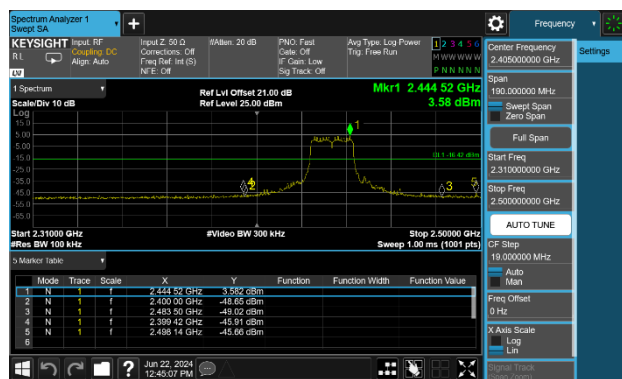 Spectrum Analyzer 1
Swept SA
Frequency
KEYSIGHT Input: RF
Coupling: DC
Align: Auto
R L
LXI
Input Z: 50 Ω
Corrections: Off
Freq Ref: Int (S)
NFE: Off
#Atten: 20 dB
PNO: Fast
Gate: Off
IF Gain: Low
Sig Track: Off
Avg Type: Log Power
Trig: Free Run
1 2 3 4 5 6
M W W W W W
P N N N N N
Center Frequency
2.405000000 GHz
Settings
Span
190.000000 MHz
Swept Span
Zero Span
Full Span
Start Freq
2.310000000 GHz
Stop Freq
2.500000000 GHz
AUTO TUNE
CF Step
19.000000 MHz
Auto
Man
Freq Offset
0 Hz
X Axis Scale
Log
Lin
Signal Track
(Span Zoom)
1 Spectrum
Scale/Div 10 dB
Ref Lvl Offset 21.00 dB
Ref Level 25.00 dBm
Mkr1 2.444 52 GHz
3.58 dBm
Log
15.0
5.00
-5.00
-15.0
-25.0
-35.0
-45.0
-55.0
-65.0
1
2
3
5
DL1 -16.42 dBm
Start 2.31000 GHz
#Res BW 100 kHz
#Video BW 300 kHz
Stop 2.50000 GHz
Sweep 1.00 ms (1001 pts)
5 Marker Table
Mode Trace Scale X Y Function Function Width Function Value
1 N 1 f 2.444 52 GHz 3.582 dBm
2 N 1 f 2.400 00 GHz -48.65 dBm
3 N 1 f 2.483 50 GHz -49.02 dBm
4 N 1 f 2.399 42 GHz -45.91 dBm
5 N 1 f 2.498 14 GHz -45.66 dBm
6
?
Jun 22, 2024
12:45:07 PM